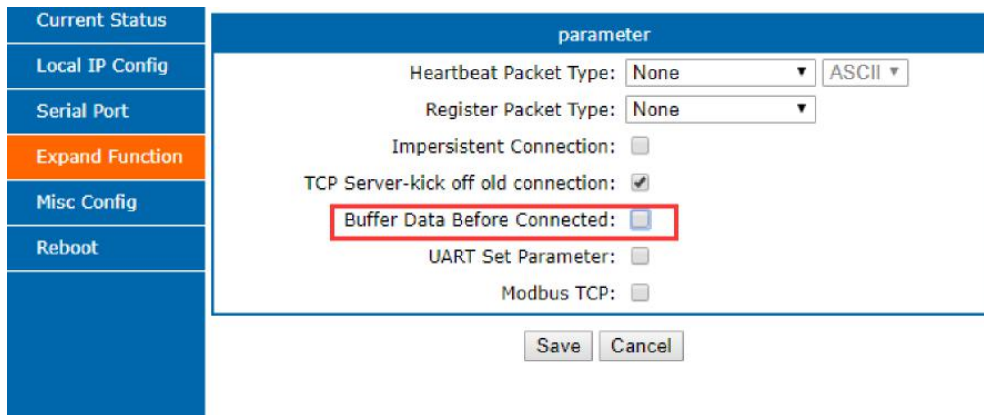 Current Status
Local IP Config
Serial Port
Expand Function
Misc Config
Reboot
parameter
Heartbeat Packet Type: None ASCII
Register Packet Type: None
Impersistent Connection:
TCP Server-kick off old connection:
Buffer Data Before Connected:
UART Set Parameter:
Modbus TCP:
Save Cancel